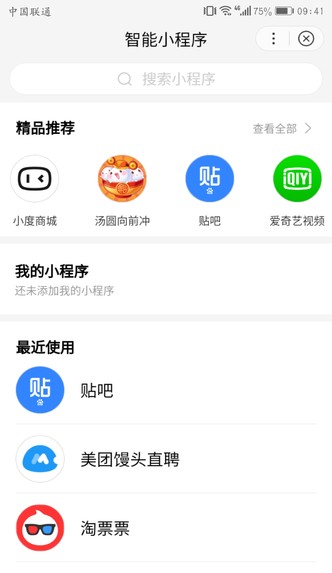 中国联通 46 75% 09:41
智能小程序
搜索小程序
精品推荐 查看全部
贴 QIY
小度商城 汤圆向前冲 贴吧 爱奇艺视频
我的小程序
还未添加我的小程序
最近使用
贴 贴吧
美团馒头直聘
淘票票